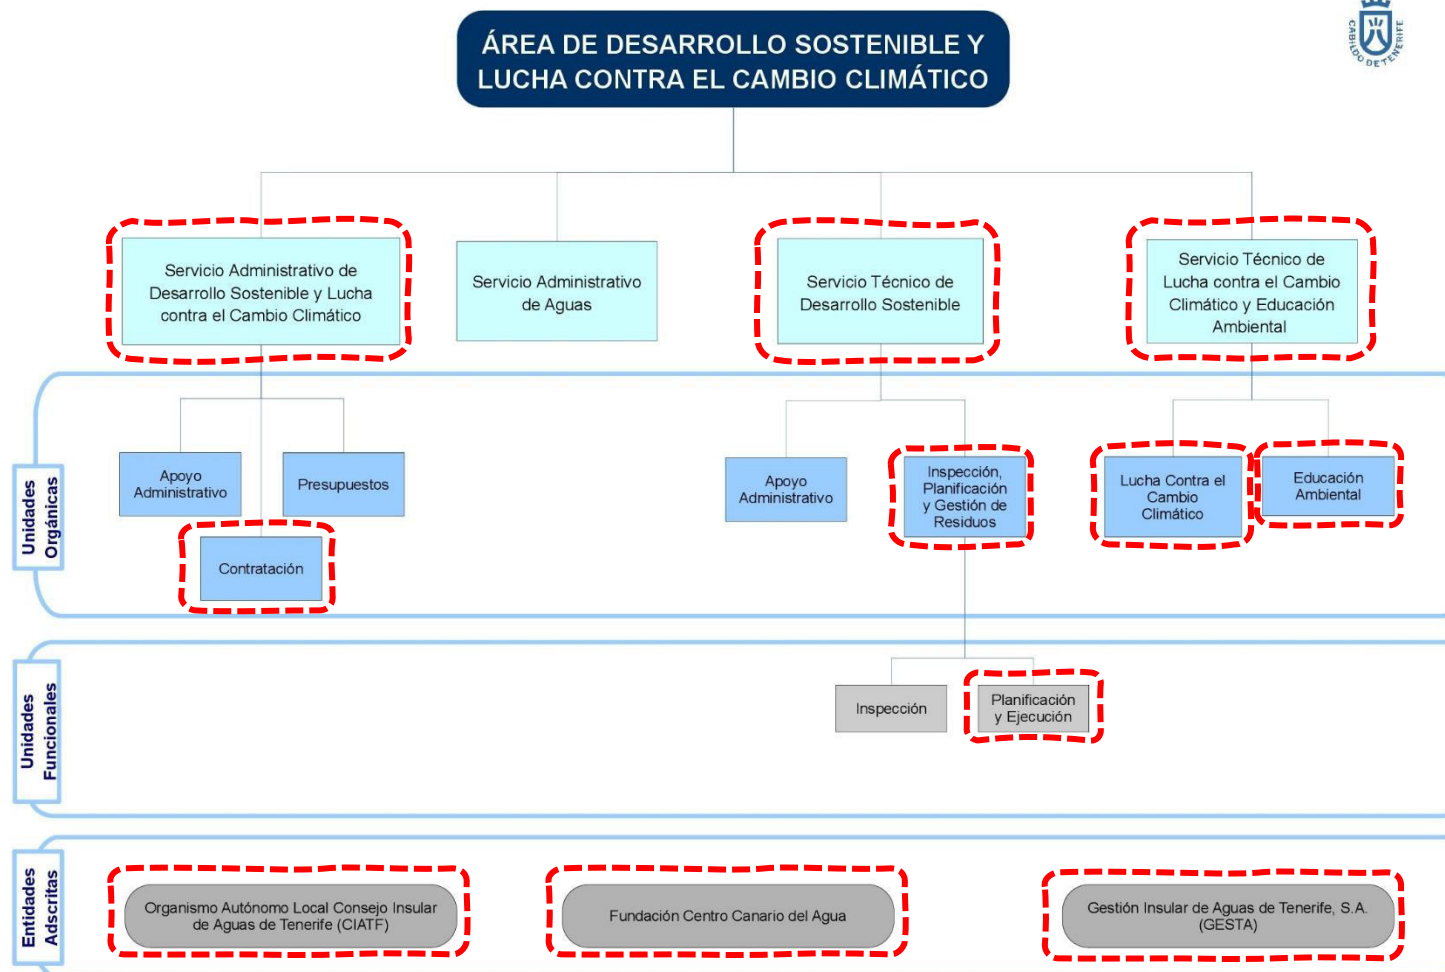 CABILDO DE TENERIFE
ÁREA DE DESARROLLO SOSTENIBLE Y
LUCHA CONTRA EL CAMBIO CLIMÁTICO
Servicio Administrativo de
Desarrollo Sostenible y Lucha
contra el Cambio Climático
Servicio Administrativo
de Aguas
Servicio Técnico de
Desarrollo Sostenible
Servicio Técnico de
Lucha contra el Cambio
Climático y Educación
Ambiental
Unidades
Orgánicas
Apoyo
Administrativo
Presupuestos
Contratación
Apoyo
Administrativo
Inspección,
Planificación
y Gestión de
Residuos
Lucha Contra el
Cambio
Climático
Educación
Ambiental
Unidades
Funcionales
Inspección
Planificación
y Ejecución
Entidades
Adscritas
Organismo Autónomo Local Consejo Insular
de Aguas de Tenerife (CIATF)
Fundación Centro Canario del Agua
Gestión Insular de Aguas de Tenerife, S.A.
(GESTA)